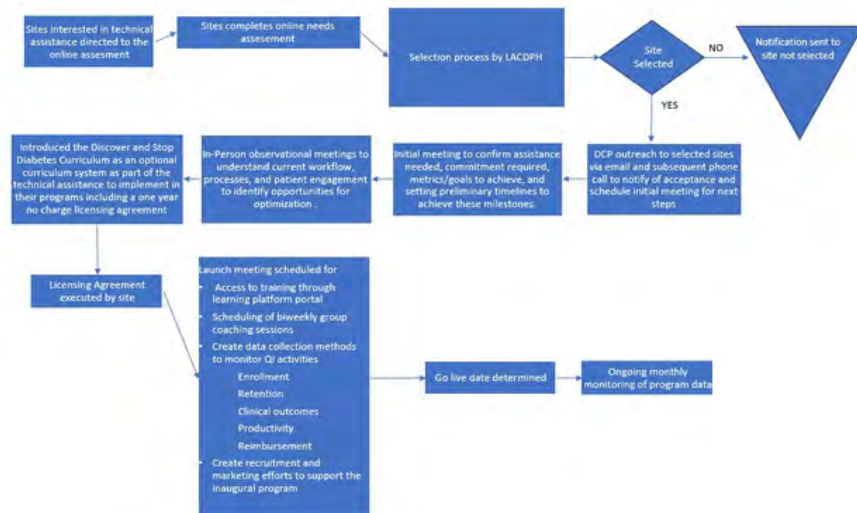 Sites interested in technical
assistance directed to the
online assesment
Sites completes online needs
assesement
Selection process by LACDPH
Site
Selected
NO
Notification sent to
site not selected
YES
DCP outreach to selected sites
via email and subsequent phone
call to notify of acceptance and
schedule initial meeting for next
steps
Initial meeting to confirm assistance
needed, commitment required,
metrics/goals to achieve, and
setting preliminary timelines to
achieve these milestones.
In-Person observational meetings to
understand current workflow,
processes, and patient engagement
to identify opportunities for
optimization .
Introduced the Discover and Stop
Diabetes Curriculum as an optional
curriculum system as part of the
technical assistance to implement in
their programs including a one year
no charge licensing agreement
Licensing Agreement
executed by site
Launch meeting scheduled for
• Access to training through
learning platform portal
• Scheduling of biweekly group
coaching sessions
• Create data collection methods
to monitor QI activities
Enrollment
Retention
Clinical outcomes
Productivity
Reimbursement
• Create recruitment and
marketing efforts to support the
inaugural program
Go live date determined
Ongoing monthly
monitoring of program data